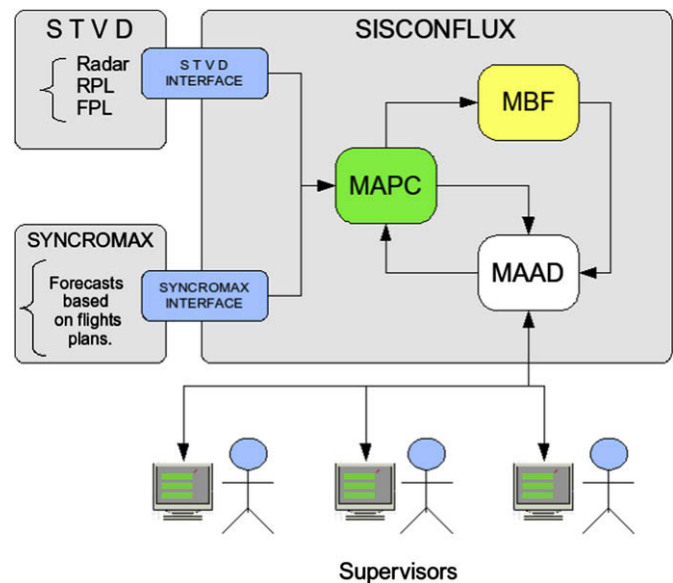 S T V D
Radar
RPL
FPL
S T V D
INTERFACE
SISCONFLUX
MBF
MAPC
MAAD
SYNCROMAX
Forecasts
based
on flights
plans.
SYNCROMAX
INTERFACE
Supervisors